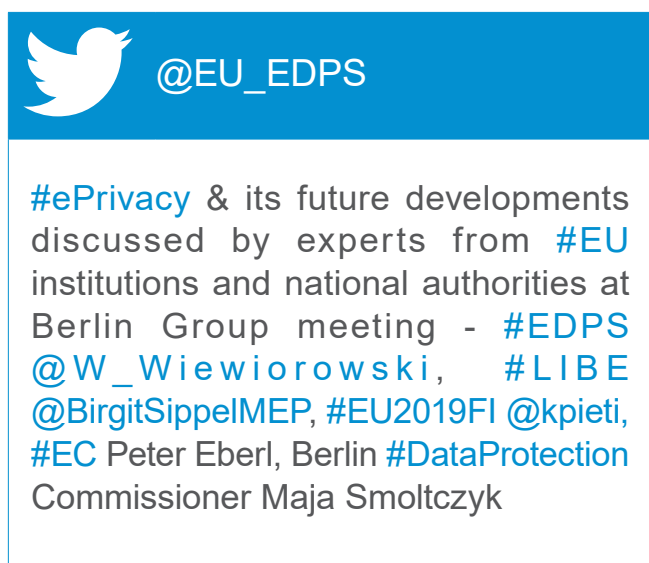 @EU_EDPS
#ePrivacy & its future developments
discussed by experts from #EU
institutions and national authorities at
Berlin Group meeting - #EDPS
@W_Wiewiorowski, #LIBE
@BirgitSippelMEP, #EU2019FI @kpieti,
#EC Peter Eberl, Berlin #DataProtection
Commissioner Maja Smoltczyk